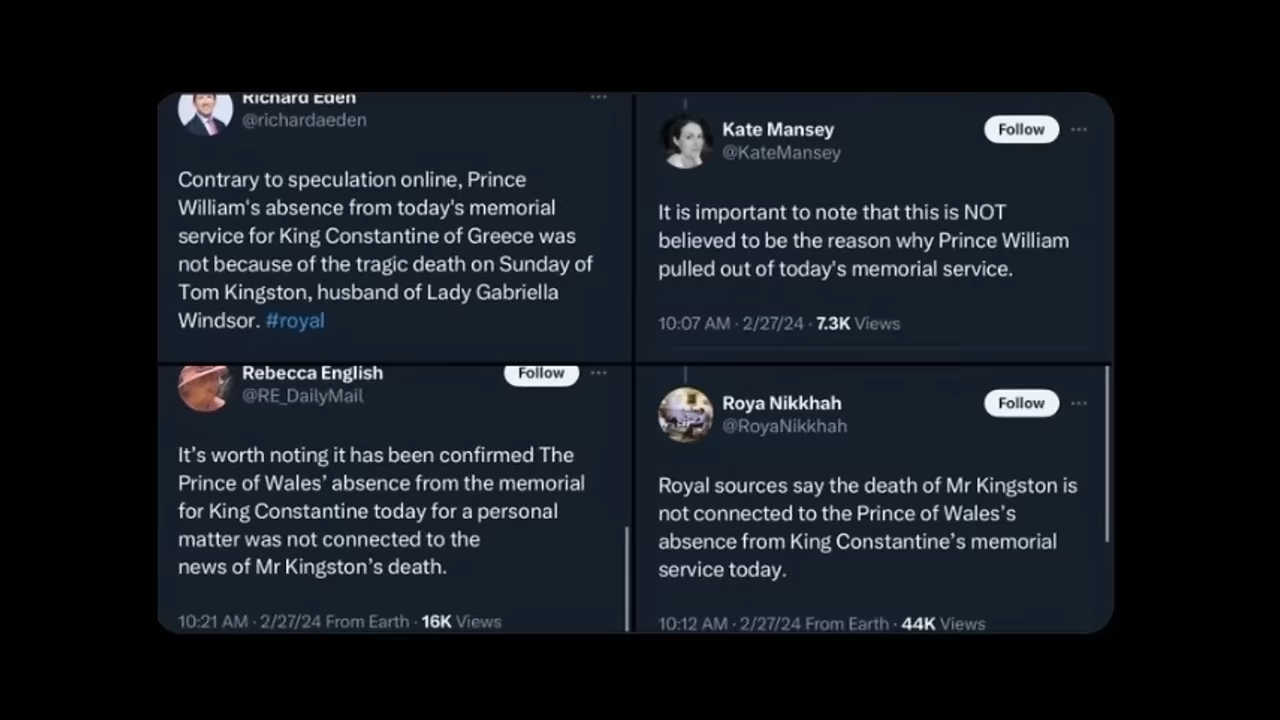 Richard Eden
@richardaeden
Contrary to speculation online, Prince
William's absence from today's memorial
service for King Constantine of Greece was
not because of the tragic death on Sunday of
Tom Kingston, husband of Lady Gabriella
Windsor. #royal
Kate Mansey
@KateMansey
Follow
It is important to note that this is NOT
believed to be the reason why Prince William
pulled out of today's memorial service.
10:07 AM · 2/27/24 · 7.3K Views
Rebecca English
@RE_DailyMail
Follow
It’s worth noting it has been confirmed The
Prince of Wales’ absence from the memorial
for King Constantine today for a personal
matter was not connected to the
news of Mr Kingston’s death.
10:21 AM · 2/27/24 From Earth · 16K Views
Roya Nikkhah
@RoyaNikkhah
Follow
Royal sources say the death of Mr Kingston is
not connected to the Prince of Wales’s
absence from King Constantine’s memorial
service today.
10:12 AM · 2/27/24 From Earth · 44K Views